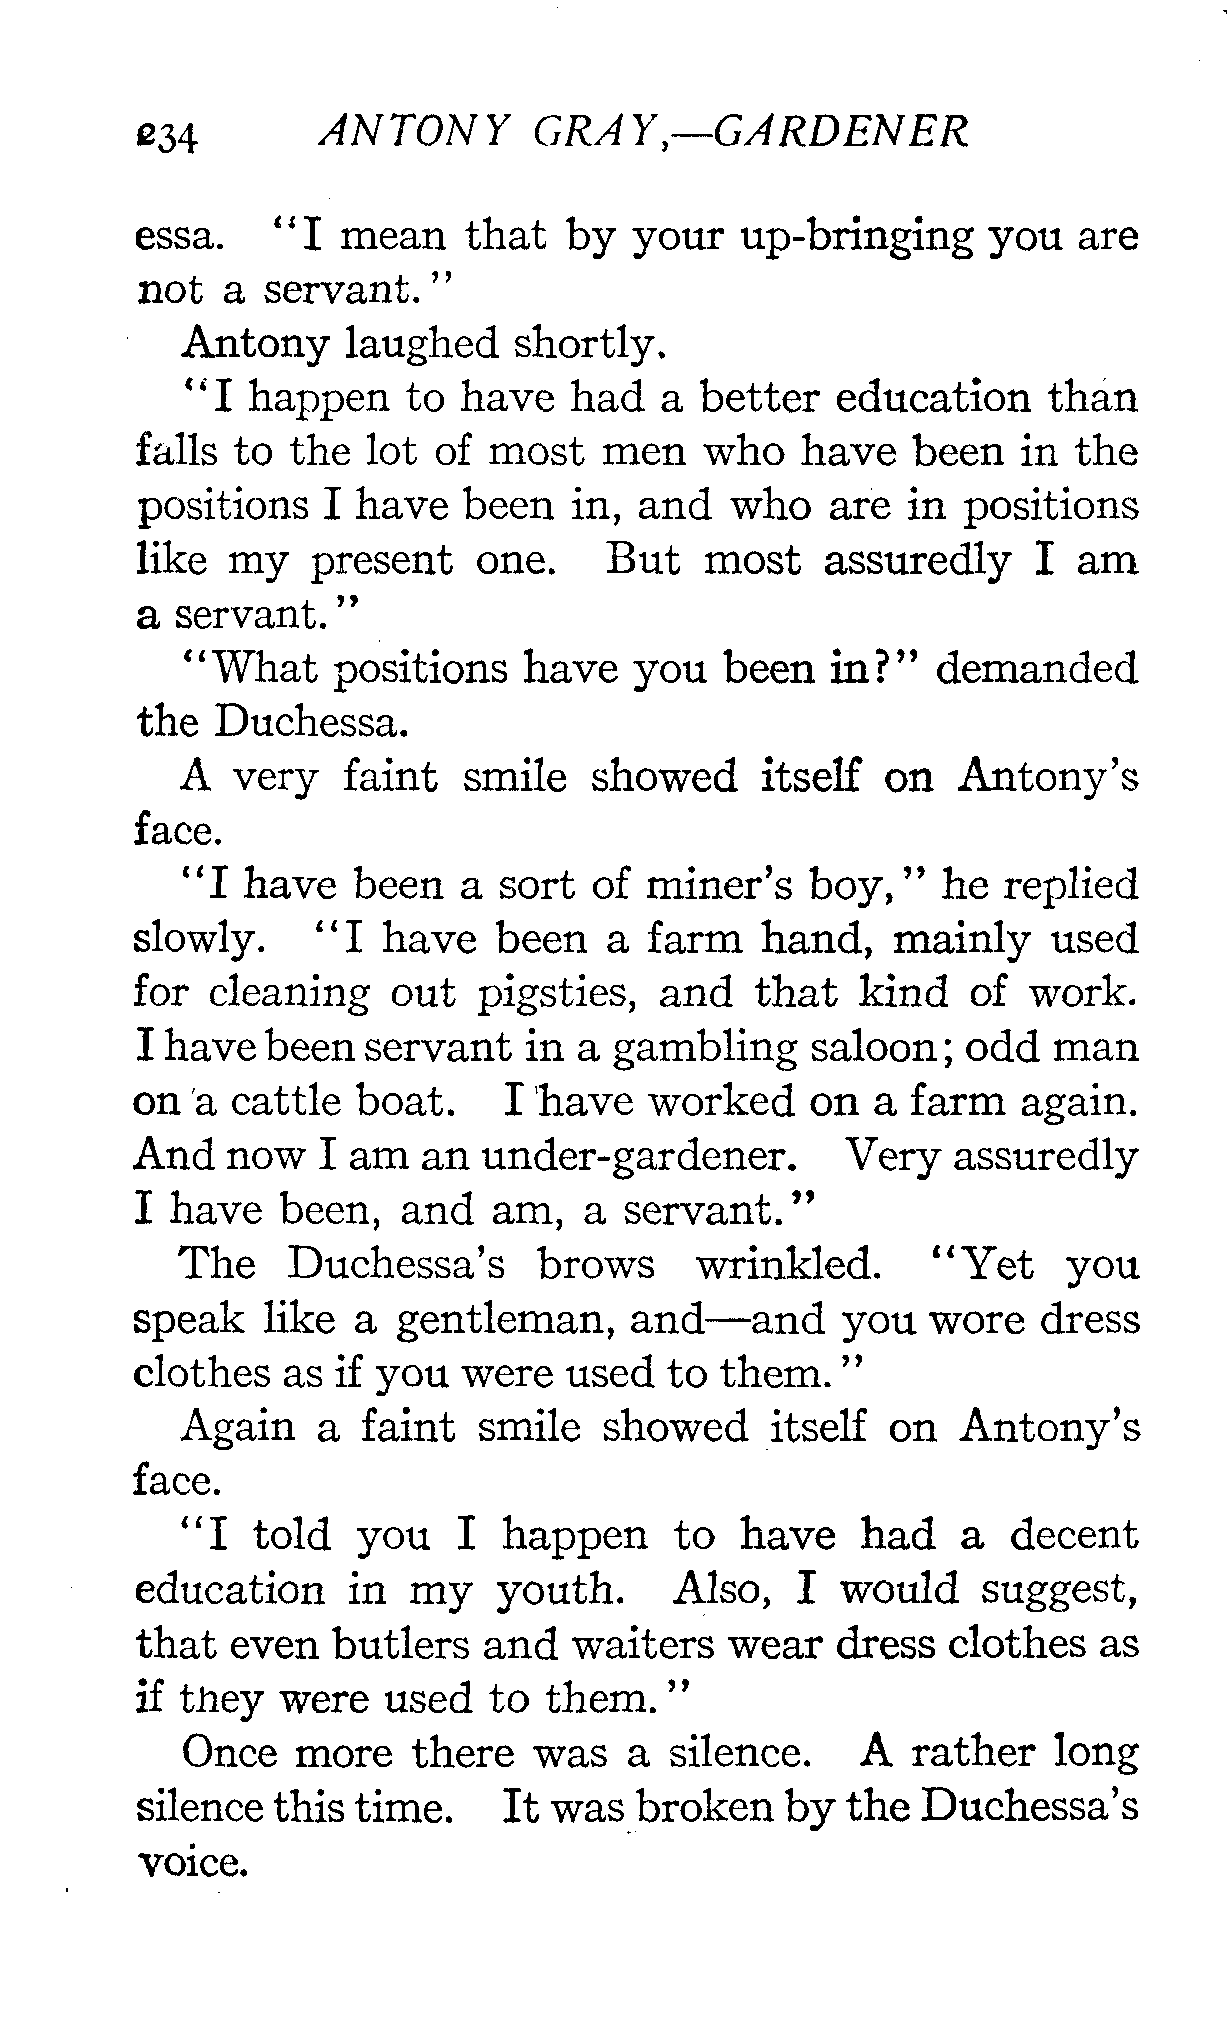 234 ANTONY GRAY,—GARDENER
essa. "I mean that by your up-bringing you are
not a servant."
Antony laughed shortly.
"I happen to have had a better education than
falls to the lot of most men who have been in the
positions I have been in, and who are in positions
like my present one. But most assuredly I am
a servant."
"What positions have you been in?" demanded
the Duchessa.
A very faint smile showed itself on Antony's
face.
"I have been a sort of miner's boy," he replied
slowly. "I have been a farm hand, mainly used
for cleaning out pigsties, and that kind of work.
I have been servant in a gambling saloon; odd man
on a cattle boat. I have worked on a farm again.
And now I am an under-gardener. Very assuredly
I have been, and am, a servant."
The Duchessa's brows wrinkled. "Yet you
speak like a gentleman, and—and you wore dress
clothes as if you were used to them."
Again a faint smile showed itself on Antony's
face.
"I told you I happen to have had a decent
education in my youth. Also, I would suggest,
that even butlers and waiters wear dress clothes as
if they were used to them."
Once more there was a silence. A rather long
silence this time. It was broken by the Duchessa's
voice.